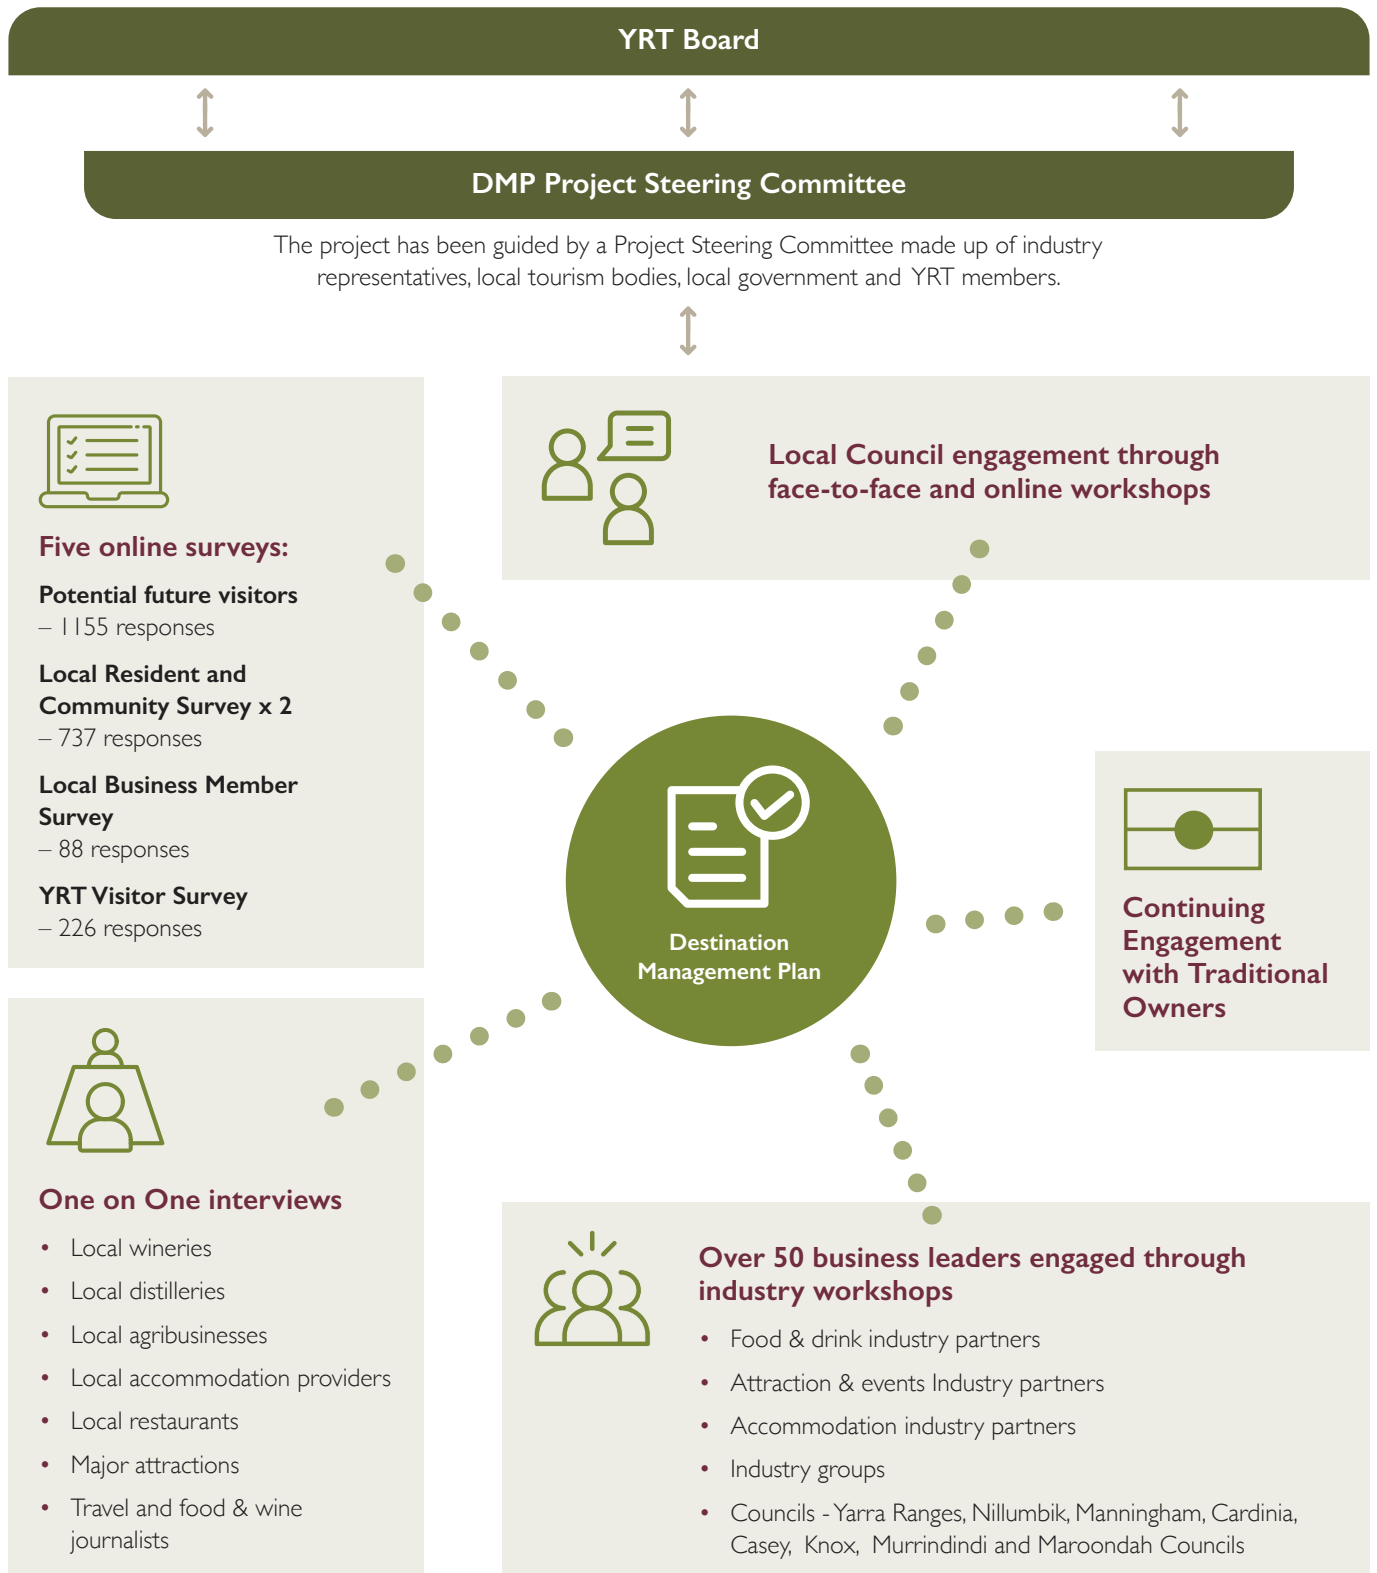 YRT Board
DMP Project Steering Committee
The project has been guided by a Project Steering Committee made up of industry
representatives, local tourism bodies, local government and YRT members.
Five online surveys:
Potential future visitors
– 1155 responses
Local Resident and
Community Survey x 2
– 737 responses
Local Business Member
Survey
– 88 responses
YRT Visitor Survey
– 226 responses
Local Council engagement through
face-to-face and online workshops
Destination
Management Plan
Continuing
Engagement
with Traditional
Owners
One on One interviews
• Local wineries
• Local distilleries
• Local agribusinesses
• Local accommodation providers
• Local restaurants
• Major attractions
• Travel and food & wine
journalists
Over 50 business leaders engaged through
industry workshops
• Food & drink industry partners
• Attraction & events Industry partners
• Accommodation industry partners
• Industry groups
• Councils - Yarra Ranges, Nillumbik, Manningham, Cardinia,
Casey, Knox, Murrindindi and Maroondah Councils